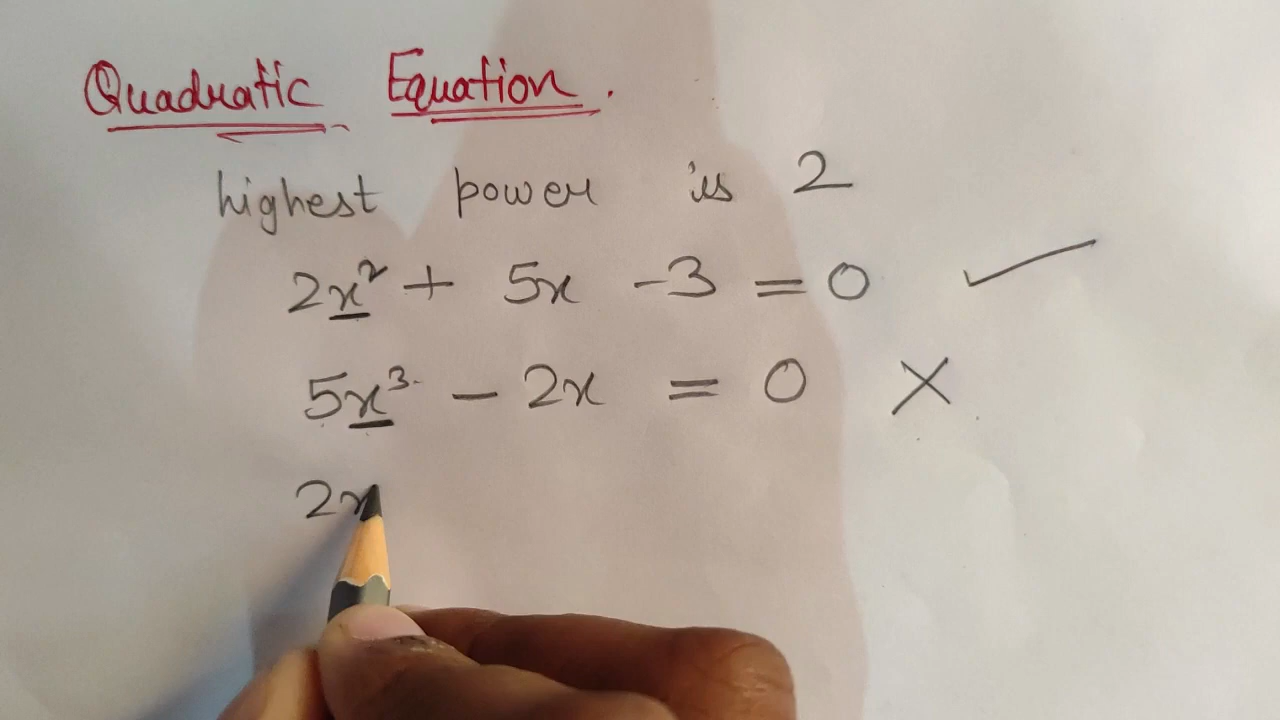 Quadratic Equation.
highest power is 2
2x² + 5x - 3 = 0 ✓
5x³ - 2x = 0 ✗
2x